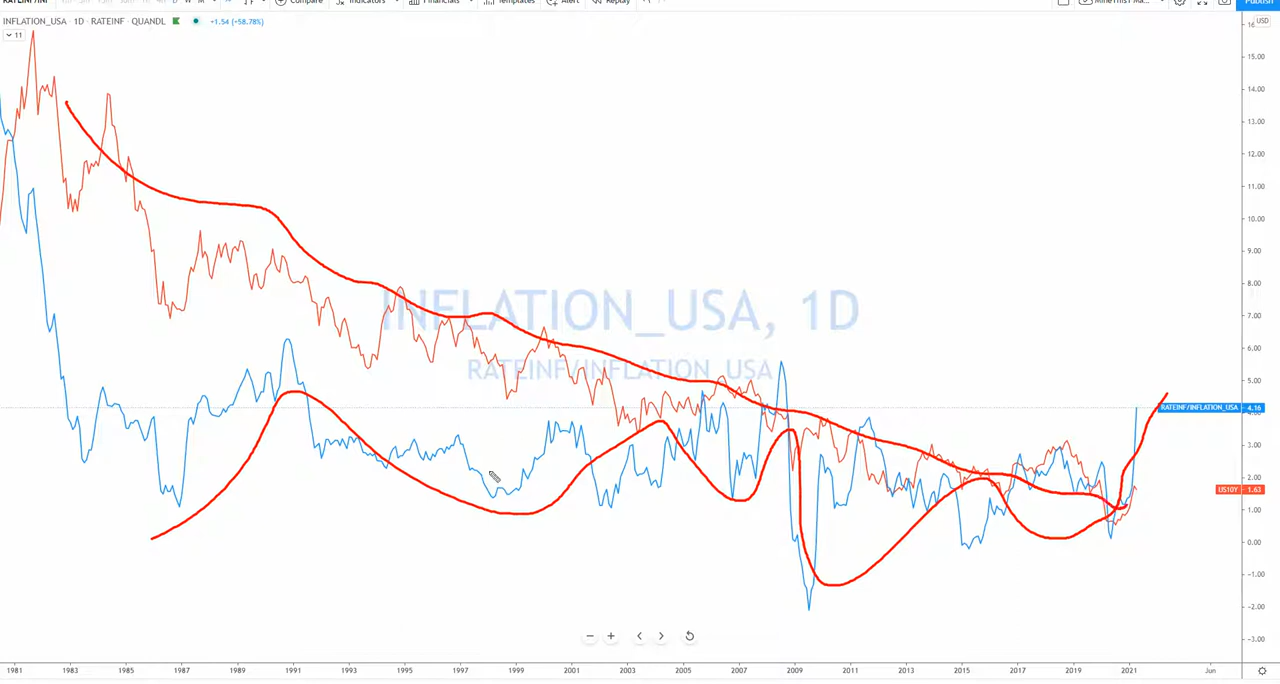 Compare
Indicators
Financials
Templates
Alert
Replay
Publish
INFLATION_USA · 1D · RATEINF · QUANDL
+1.54 (+58.78%)
11
USD
15.00
14.00
13.00
12.00
11.00
10.00
9.00
8.00
7.00
6.00
5.00
3.00
2.00
1.00
0.00
−1.00
−2.00
−3.00
INFLATION_USA, 1D
RATEINF/INFLATION_USA
RATEINF/INFLATION_USA 4.16
US10Y 1.63
1981 1983 1985 1987 1989 1991 1993 1995 1997 1999 2001 2003 2005 2007 2009 2011 2013 2015 2017 2019 2021 Jun